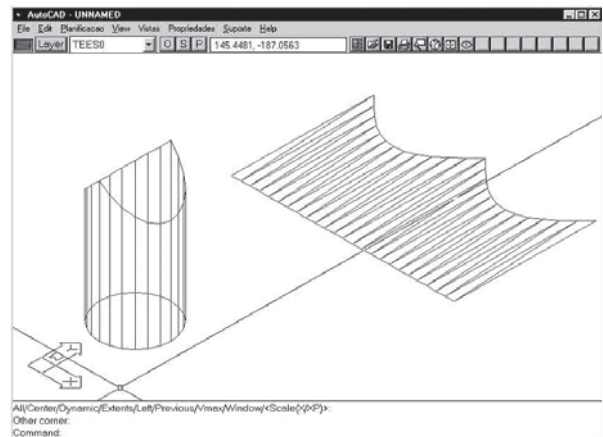 AutoCAD - UNNAMED
File Edit Planificacao View Vistas Propriedades Suporte Help
Layer TEES0 O S P 145.4481, -187.0563
All/Center/Dynamic/Extents/Left/Previous/Vmax/Window/<Scale(X/XP)>:
Other corner:
Command: